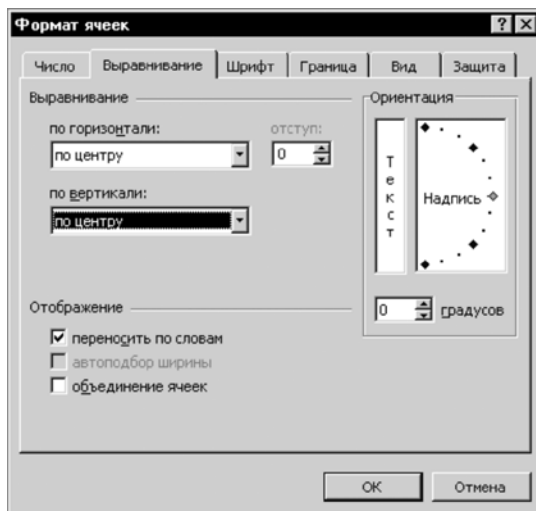 Формат ячеек
Число Выравнивание Шрифт Граница Вид Защита
Выравнивание
по горизонтали:
по центру
отступ:
0
по вертикали:
по центру
Ориентация
Текст
Надпись
0 градусов
Отображение
переносить по словам
автоподбор ширины
объединение ячеек
ОК Отмена